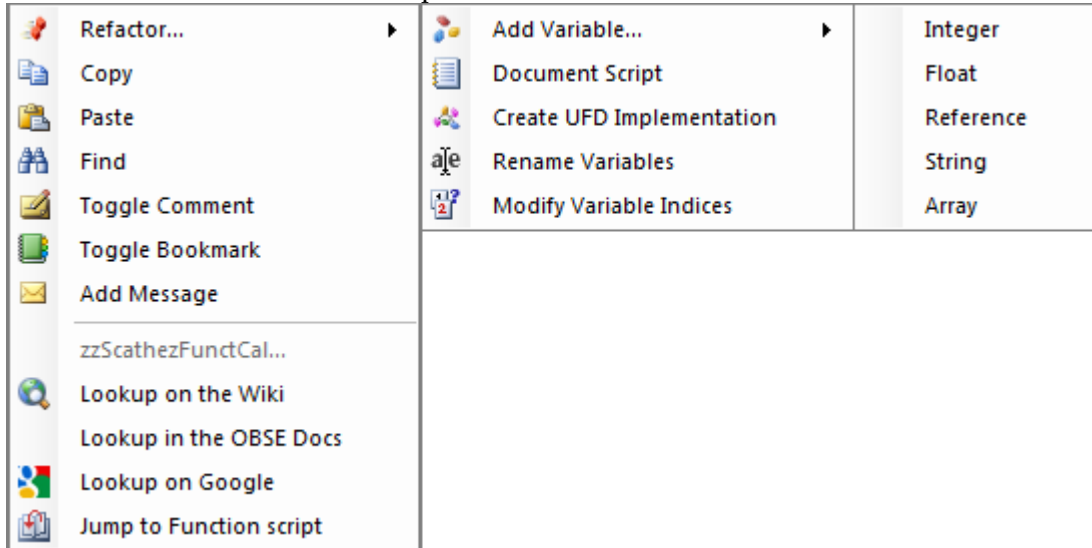 Refactor...
Copy
Paste
Find
Toggle Comment
Toggle Bookmark
Add Message
zzScathezFunctCal...
Lookup on the Wiki
Lookup in the OBSE Docs
Lookup on Google
Jump to Function script
Add Variable...
Document Script
Create UFD Implementation
Rename Variables
Modify Variable Indices
Integer
Float
Reference
String
Array